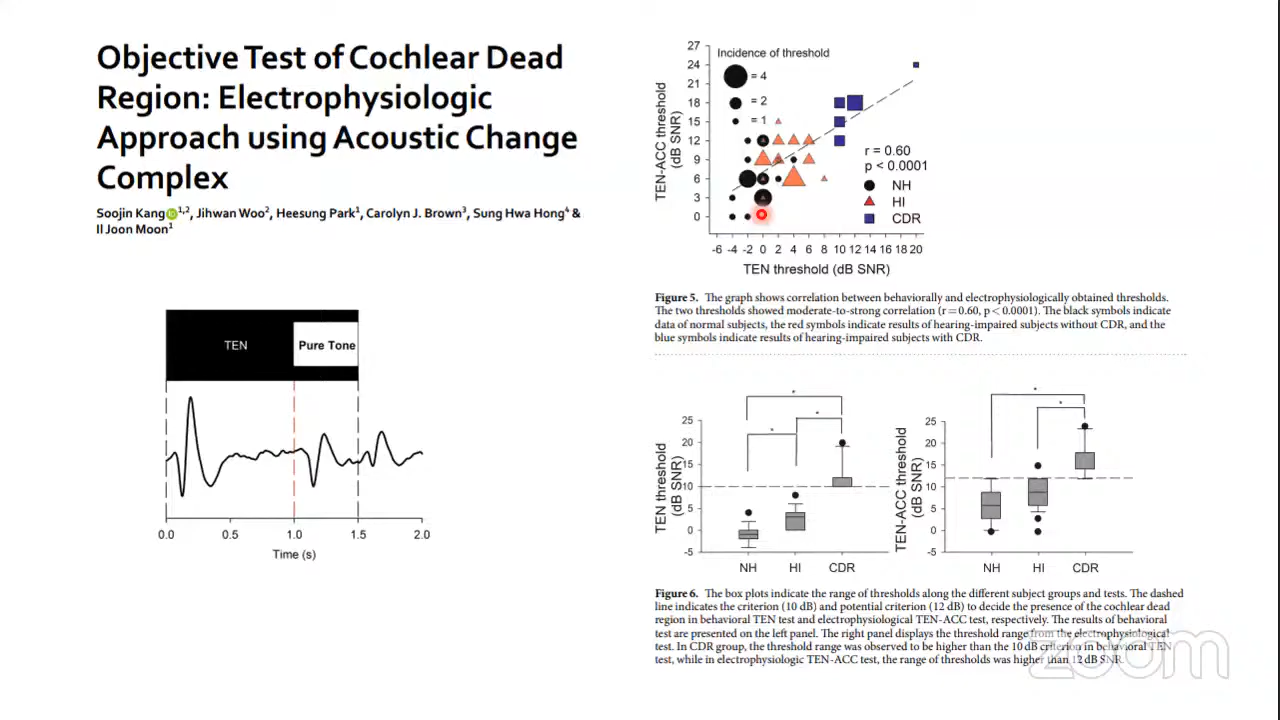 Objective Test of Cochlear Dead
Region: Electrophysiologic
Approach using Acoustic Change
Complex
Soojin Kang 1,2, Jihwan Woo2, Heesung Park1, Carolyn J. Brown3, Sung Hwa Hong4 &
Il Joon Moon1
TEN
Pure Tone
0.0 0.5 1.0 1.5 2.0
Time (s)
27
24
21
18
15
12
9
6
3
0
TEN-ACC threshold
(dB SNR)
Incidence of threshold
= 4
= 2
= 1
r = 0.60
p < 0.0001
NH
HI
CDR
-6 -4 -2 0 2 4 6 8 10 12 14 16 18 20
TEN threshold (dB SNR)
Figure 5. The graph shows correlation between behaviorally and electrophysiologically obtained thresholds.
The two thresholds showed moderate-to-strong correlation (r = 0.60, p < 0.0001). The black symbols indicate
data of normal subjects, the red symbols indicate results of hearing-impaired subjects without CDR, and the
blue symbols indicate results of hearing-impaired subjects with CDR.
25
20
15
10
5
0
-5
TEN threshold
(dB SNR)
*
*
*
NH HI CDR
25
20
15
10
5
0
-5
TEN-ACC threshold
(dB SNR)
*
*
NH HI CDR
Figure 6. The box plots indicate the range of thresholds along the different subject groups and tests. The dashed
line indicates the criterion (10 dB) and potential criterion (12 dB) to decide the presence of the cochlear dead
region in behavioral TEN test and electrophysiological TEN-ACC test, respectively. The results of behavioral
test are presented on the left panel. The right panel displays the threshold range from the electrophysiological
test. In CDR group, the threshold range was observed to be higher than the 10 dB criterion in behavioral TEN
test, while in electrophysiologic TEN-ACC test, the range of thresholds was higher than 12 dB SNR.
zoom